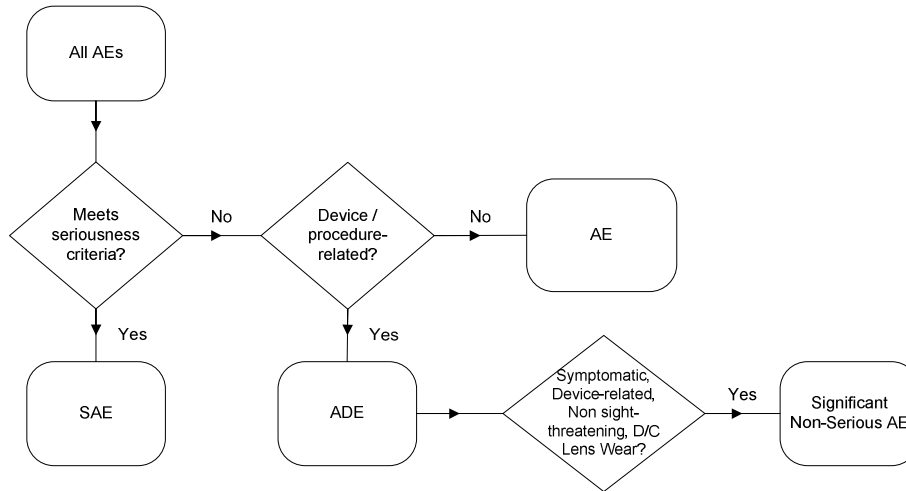 All AEs
Meets
seriousness
criteria?
No
Device /
procedure-
related?
No
AE
Yes
Yes
SAE
ADE
Symptomatic,
Device-related,
Non sight-
threatening, D/C
Lens Wear?
Yes
Significant
Non-Serious AE